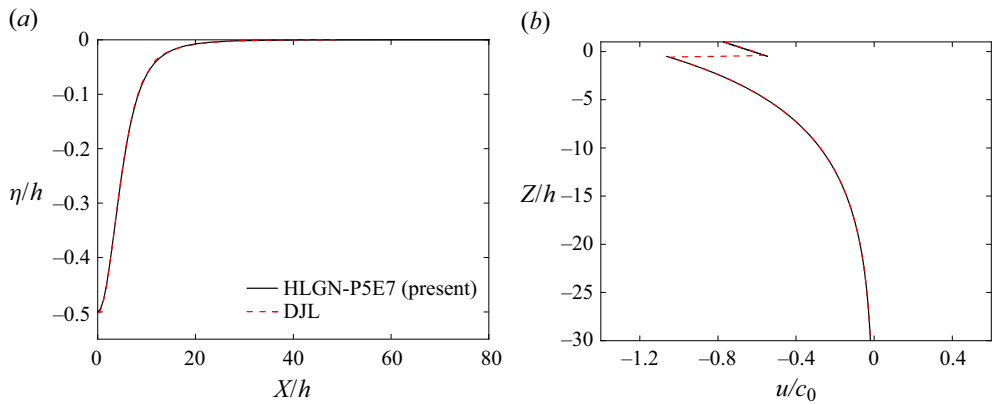 (a)
0
–0.1
–0.2
–0.3
–0.4
–0.5
η/h
HLGN-P5E7 (present)
DJL
0 20 40 60 80
X/h
(b)
0
–5
–10
–15
–20
–25
–30
Z/h
–1.2 –0.8 –0.4 0 0.4
u/c₀